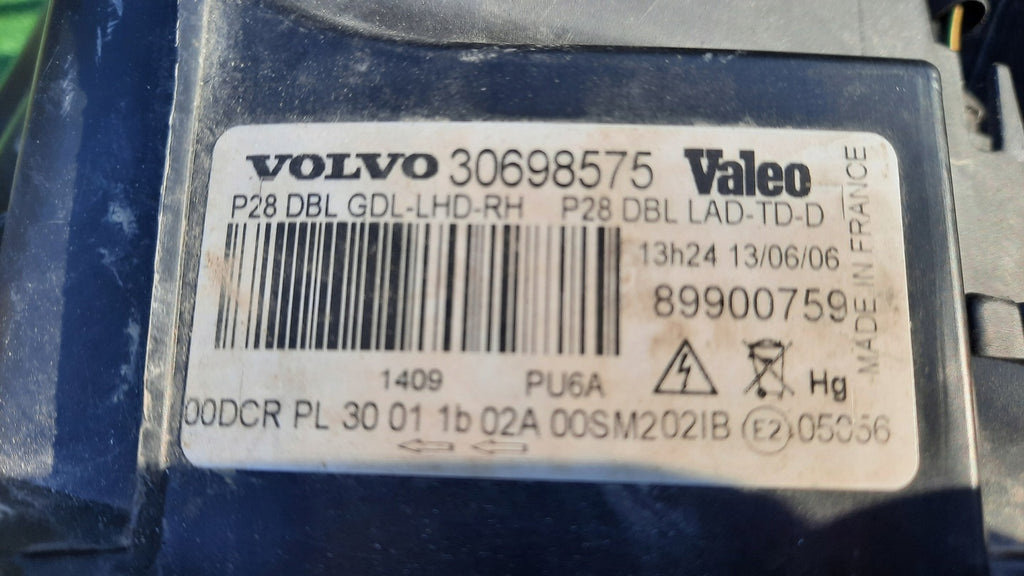 VOLVO 30698575 Valeo
P28 DBL GDL-LHD-RH P28 DBL LAD-TD-D
13h24 13/06/06
89900759
MADE IN FRANCE
1409 PU6A
Hg
00DCR PL 30 01 1b 02A 00SM202IB E2